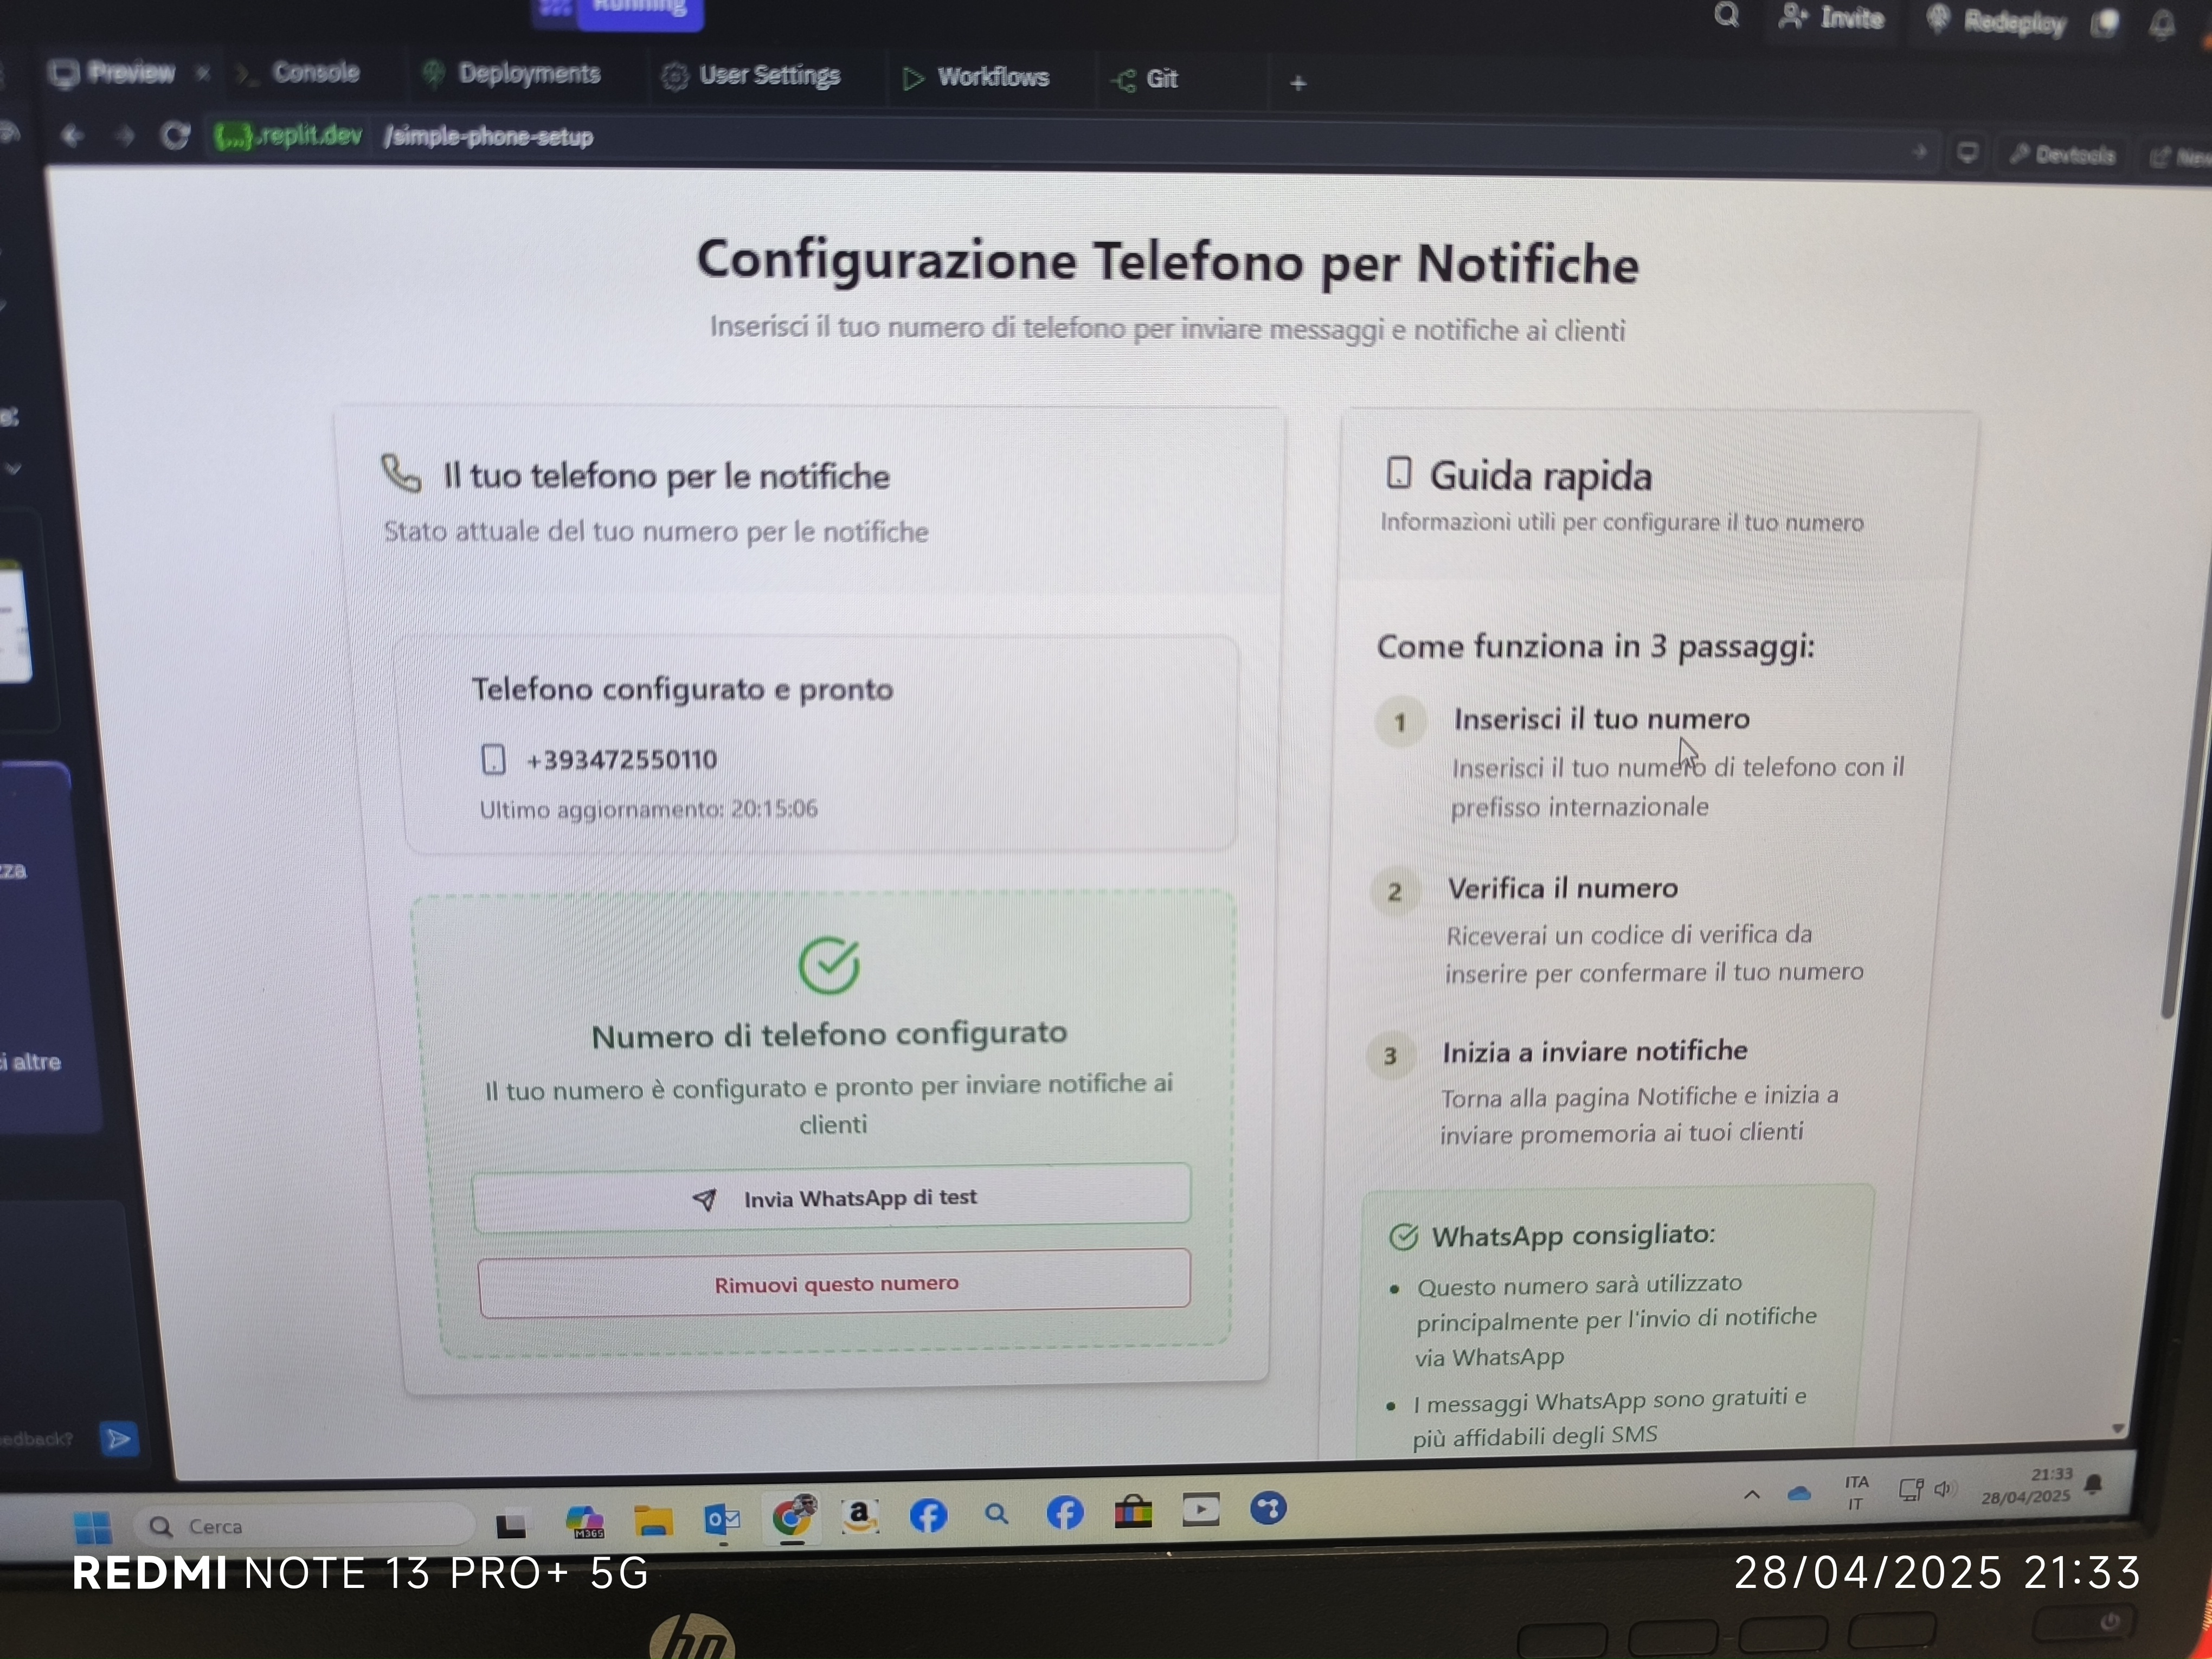 Running
Invite
Redeploy
Preview
Console
Deployments
User Settings
Workflows
Git
{...}.replit.dev /simple-phone-setup
Devtools
Configurazione Telefono per Notifiche
Inserisci il tuo numero di telefono per inviare messaggi e notifiche ai clienti
Il tuo telefono per le notifiche
Stato attuale del tuo numero per le notifiche
Telefono configurato e pronto
+393472550110
Ultimo aggiornamento: 20:15:06
Numero di telefono configurato
Il tuo numero è configurato e pronto per inviare notifiche ai
clienti
Invia WhatsApp di test
Rimuovi questo numero
Guida rapida
Informazioni utili per configurare il tuo numero
Come funziona in 3 passaggi:
1 Inserisci il tuo numero
Inserisci il tuo numero di telefono con il
prefisso internazionale
2 Verifica il numero
Riceverai un codice di verifica da
inserire per confermare il tuo numero
3 Inizia a inviare notifiche
Torna alla pagina Notifiche e inizia a
inviare promemoria ai tuoi clienti
WhatsApp consigliato:
• Questo numero sarà utilizzato
principalmente per l'invio di notifiche
via WhatsApp
• I messaggi WhatsApp sono gratuiti e
più affidabili degli SMS
i altre
Cerca
M365
ITA
IT
21:33
28/04/2025
REDMI NOTE 13 PRO+ 5G
28/04/2025 21:33
hp